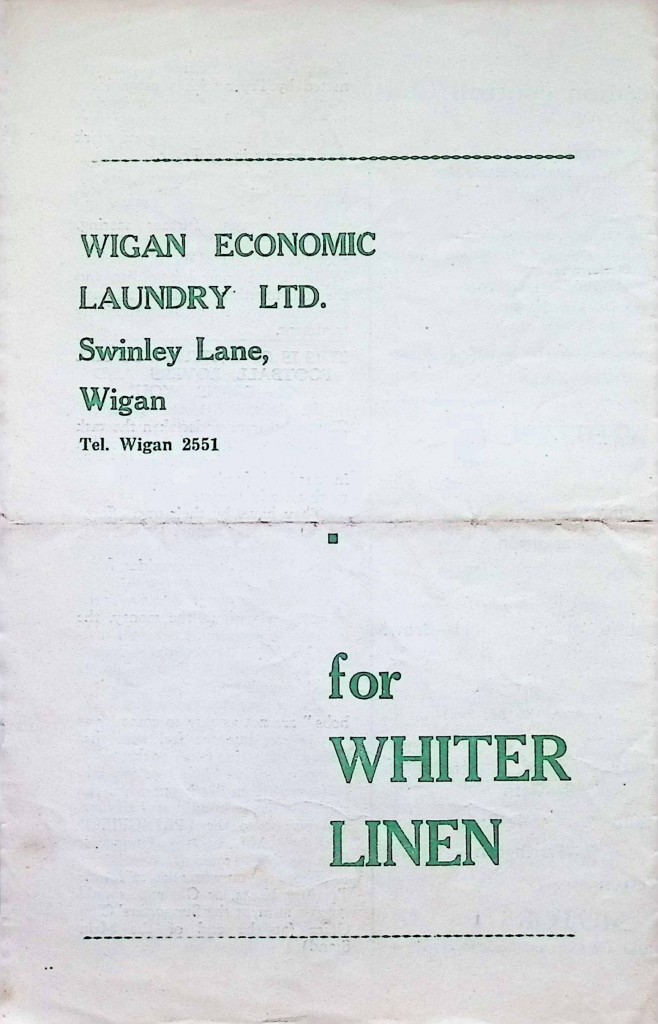 WIGAN ECONOMIC
LAUNDRY LTD.
Swinley Lane,
Wigan
Tel. Wigan 2551
for
WHITER
LINEN